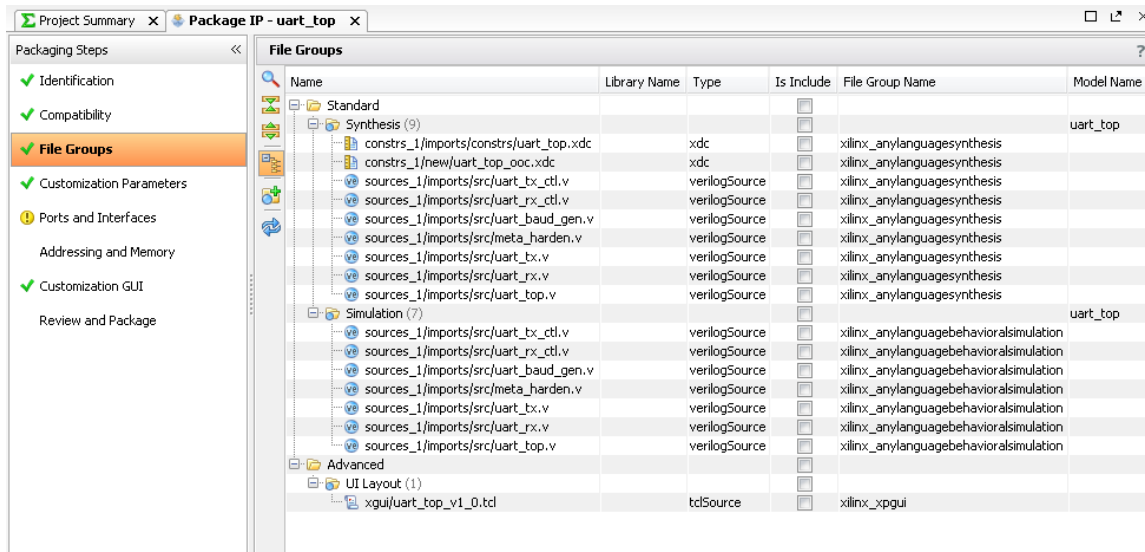 Project Summary
Package IP - uart_top
Packaging Steps
Identification
Compatibility
File Groups
Customization Parameters
Ports and Interfaces
Addressing and Memory
Customization GUI
Review and Package
File Groups
?
Name Library Name Type Is Include File Group Name Model Name
Standard
Synthesis (9) uart_top
constrs_1/imports/constrs/uart_top.xdc xdc xilinx_anylanguagesynthesis
constrs_1/new/uart_top_ooc.xdc xdc xilinx_anylanguagesynthesis
sources_1/imports/src/uart_tx_ctl.v verilogSource xilinx_anylanguagesynthesis
sources_1/imports/src/uart_rx_ctl.v verilogSource xilinx_anylanguagesynthesis
sources_1/imports/src/uart_baud_gen.v verilogSource xilinx_anylanguagesynthesis
sources_1/imports/src/meta_harden.v verilogSource xilinx_anylanguagesynthesis
sources_1/imports/src/uart_tx.v verilogSource xilinx_anylanguagesynthesis
sources_1/imports/src/uart_rx.v verilogSource xilinx_anylanguagesynthesis
sources_1/imports/src/uart_top.v verilogSource xilinx_anylanguagesynthesis
Simulation (7) uart_top
sources_1/imports/src/uart_tx_ctl.v verilogSource xilinx_anylanguagebehavioralsimulation
sources_1/imports/src/uart_rx_ctl.v verilogSource xilinx_anylanguagebehavioralsimulation
sources_1/imports/src/uart_baud_gen.v verilogSource xilinx_anylanguagebehavioralsimulation
sources_1/imports/src/meta_harden.v verilogSource xilinx_anylanguagebehavioralsimulation
sources_1/imports/src/uart_tx.v verilogSource xilinx_anylanguagebehavioralsimulation
sources_1/imports/src/uart_rx.v verilogSource xilinx_anylanguagebehavioralsimulation
sources_1/imports/src/uart_top.v verilogSource xilinx_anylanguagebehavioralsimulation
Advanced
UI Layout (1)
xgui/uart_top_v1_0.tcl tclSource xilinx_xpgui